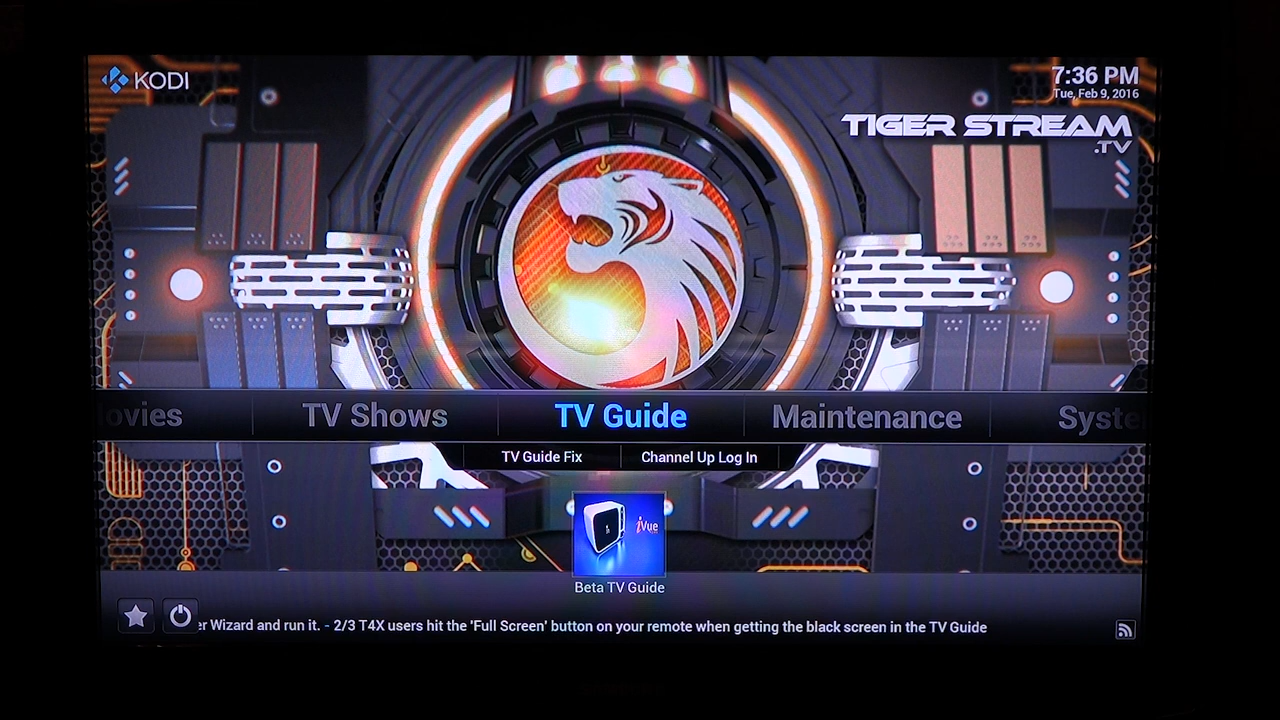 KODI
7:36 PM
Tue, Feb 9, 2016
TIGER STREAM
.TV
ovies
TV Shows
TV Guide
Maintenance
Syste
TV Guide Fix
Channel Up Log In
iVue
Beta TV Guide
er Wizard and run it. - 2/3 T4X users hit the 'Full Screen' button on your remote when getting the black screen in the TV Guide